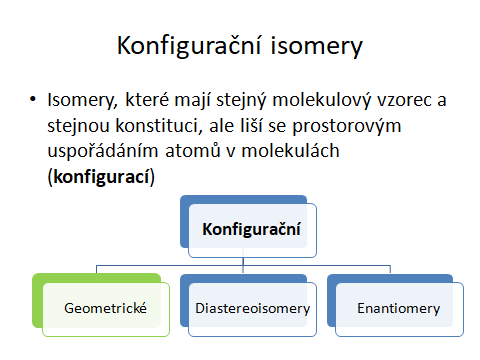 Konfigurační isomery
• Isomery, které mají stejný molekulový vzorec a
stejnou konstituci, ale liší se prostorovým
uspořádáním atomů v molekulách
(konfigurací)
Konfigurační
Geometrické
Diastereoisomery
Enantiomery